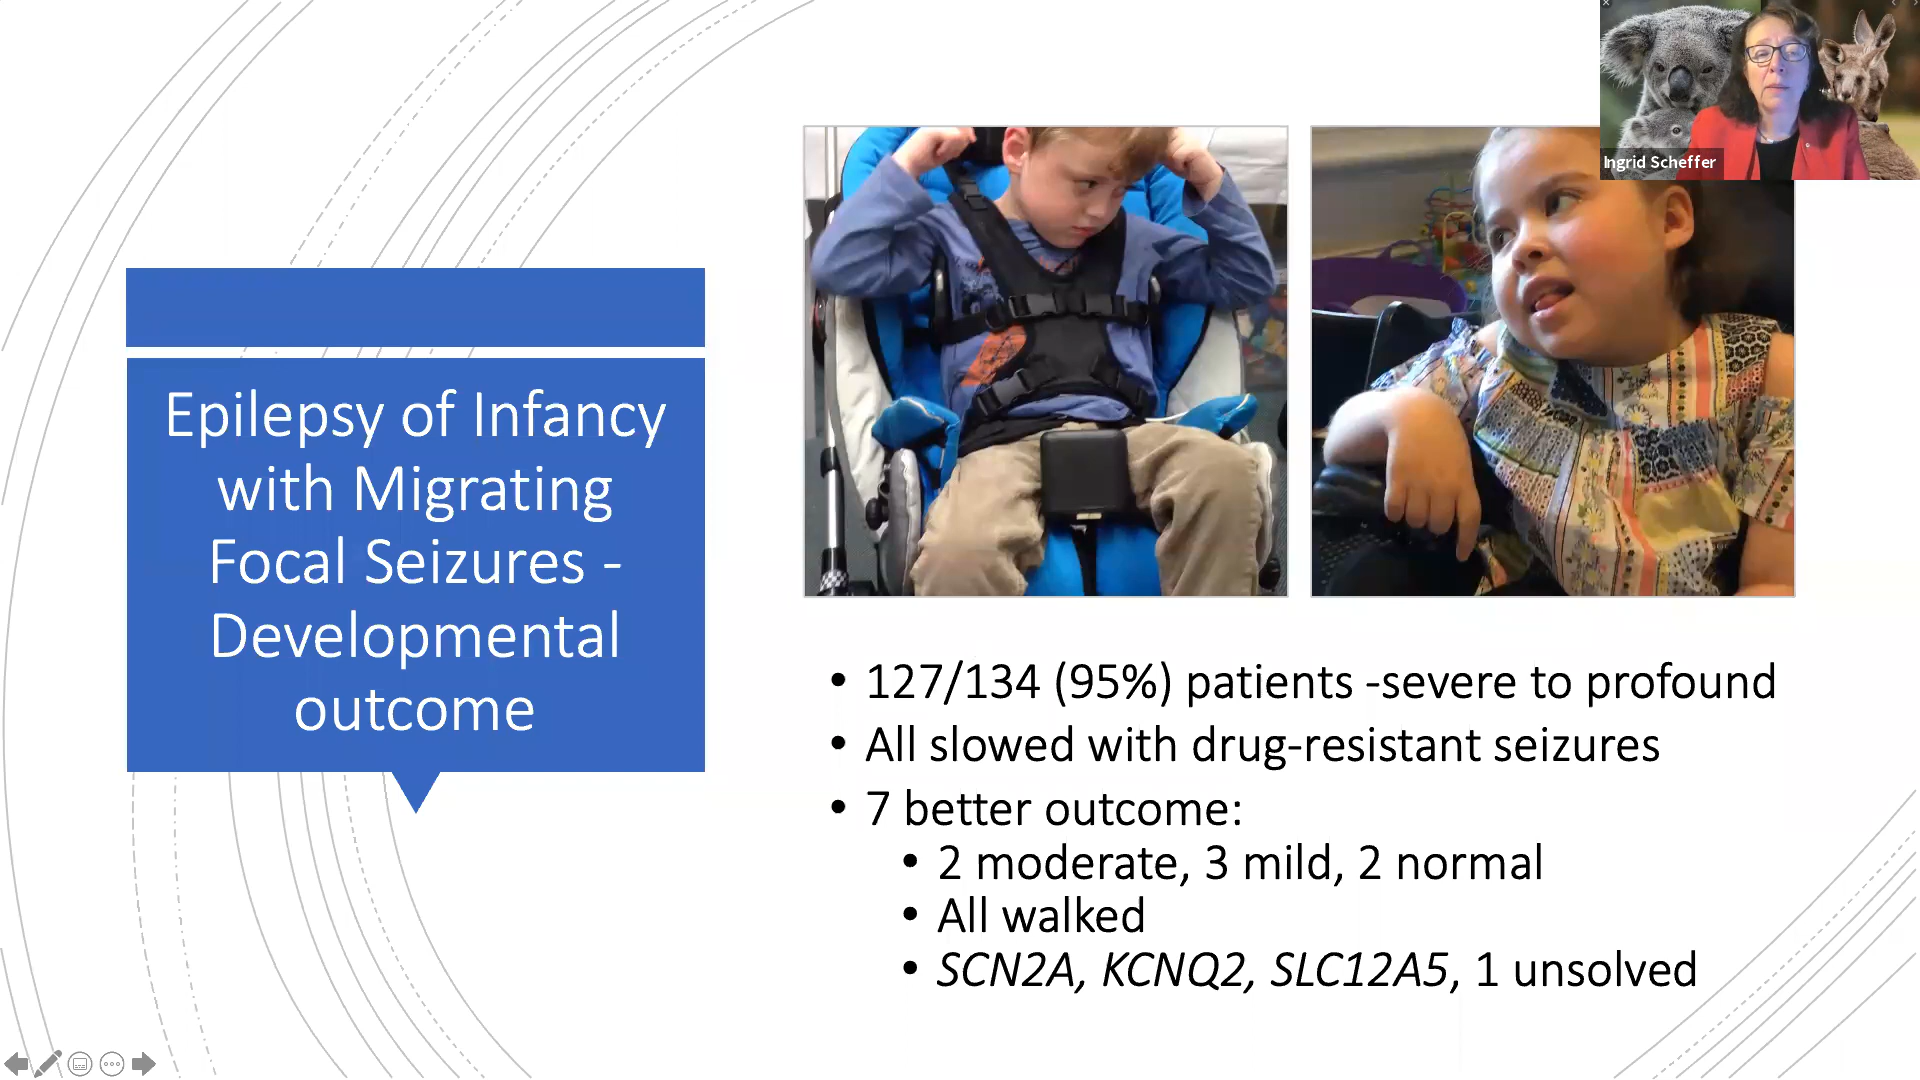 Ingrid Scheffer
Epilepsy of Infancy
with Migrating
Focal Seizures -
Developmental
outcome
• 127/134 (95%) patients -severe to profound
• All slowed with drug-resistant seizures
• 7 better outcome:
• 2 moderate, 3 mild, 2 normal
• All walked
• SCN2A, KCNQ2, SLC12A5, 1 unsolved